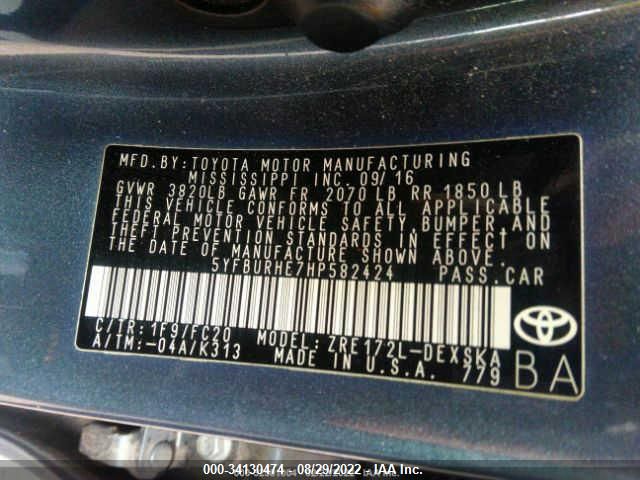 MFD. BY: TOYOTA MOTOR MANUFACTURING
MISSISSIPPI INC. 09/16
GVWR 3820LB GAWR FR 2070 LB RR 1850 LB
THIS VEHICLE CONFORMS TO ALL APPLICABLE
FEDERAL MOTOR VEHICLE SAFETY, BUMPER, AND
THEFT PREVENTION STANDARDS IN EFFECT ON
THE DATE OF MANUFACTURE SHOWN ABOVE.
5YFBURHE7HP582424 PASS. CAR
C/TR: 1F9/FC20 MODEL: ZRE172L-DEXSKA
A/TM: -04A/K313 MADE IN U.S.A. 779
BA
000-34130474 - 08/29/2022 - IAA Inc.